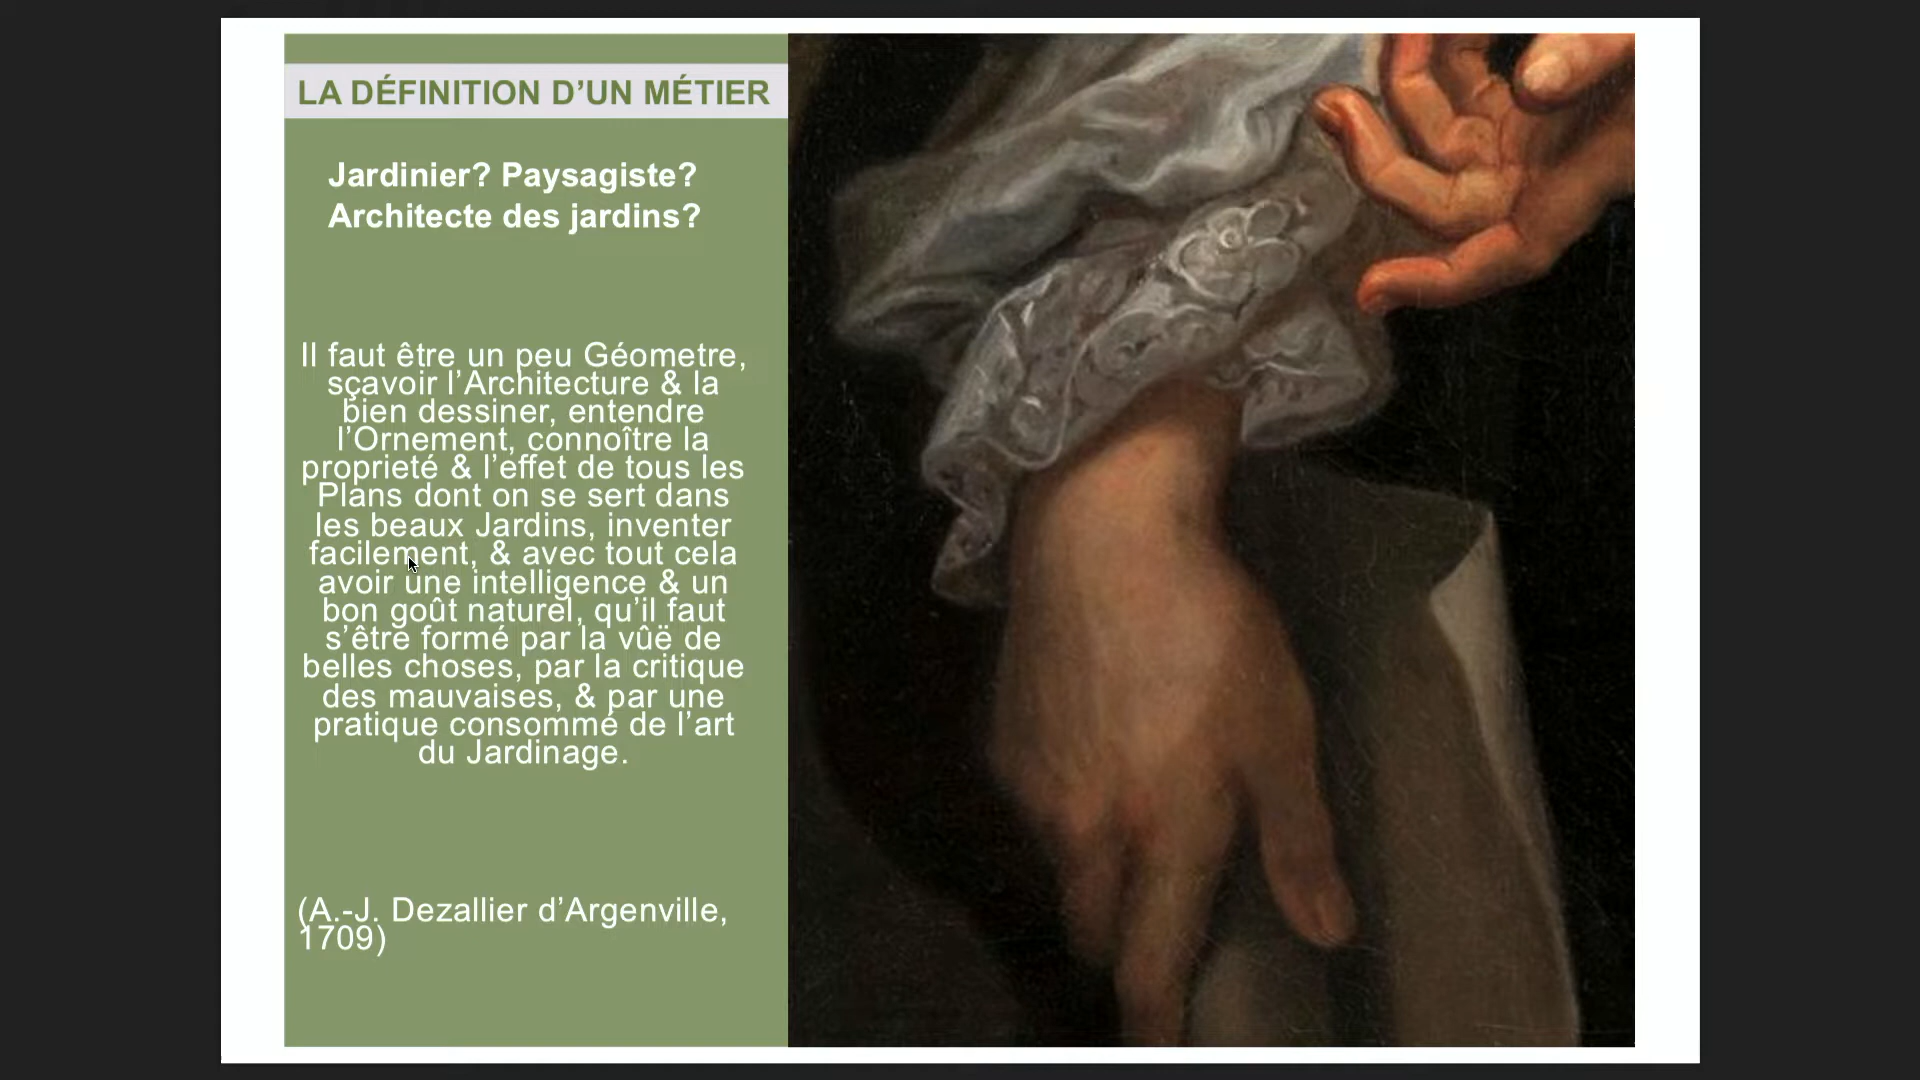 LA DÉFINITION D’UN MÉTIER
Jardinier? Paysagiste?
Architecte des jardins?
Il faut être un peu Géometre,
sçavoir l’Architecture & la
bien dessiner, entendre
l’Ornement, connoître la
proprieté & l’effet de tous les
Plans dont on se sert dans
les beaux Jardins, inventer
facilement, & avec tout cela
avoir une intelligence & un
bon goût naturel, qu’il faut
s’être formé par la vûë de
belles choses, par la critique
des mauvaises, & par une
pratique consommé de l’art
du Jardinage.
(A.-J. Dezallier d’Argenville,
1709)